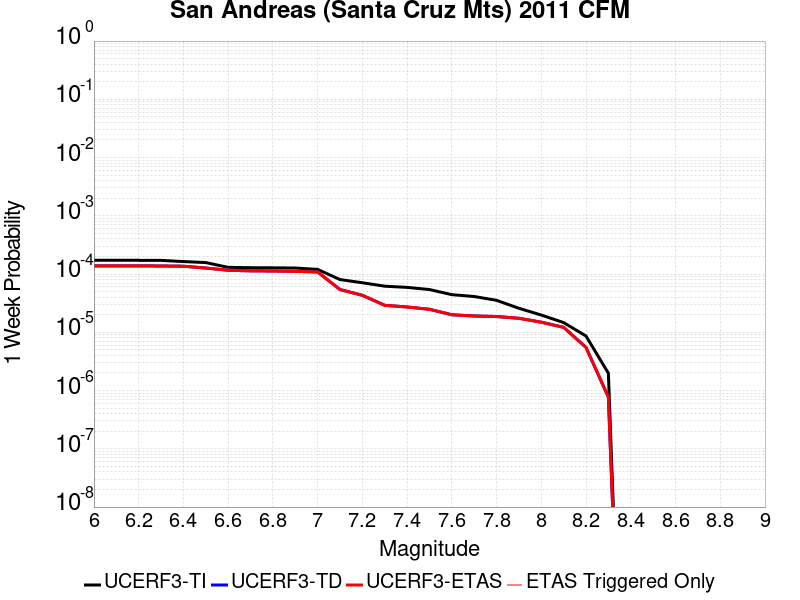 San Andreas (Santa Cruz Mts) 2011 CFM
1 Week Probability
10^0
10^-1
10^-2
10^-3
10^-4
10^-5
10^-6
10^-7
10^-8
6 6.2 6.4 6.6 6.8 7 7.2 7.4 7.6 7.8 8 8.2 8.4 8.6 8.8 9
Magnitude
UCERF3-TI UCERF3-TD UCERF3-ETAS ETAS Triggered Only